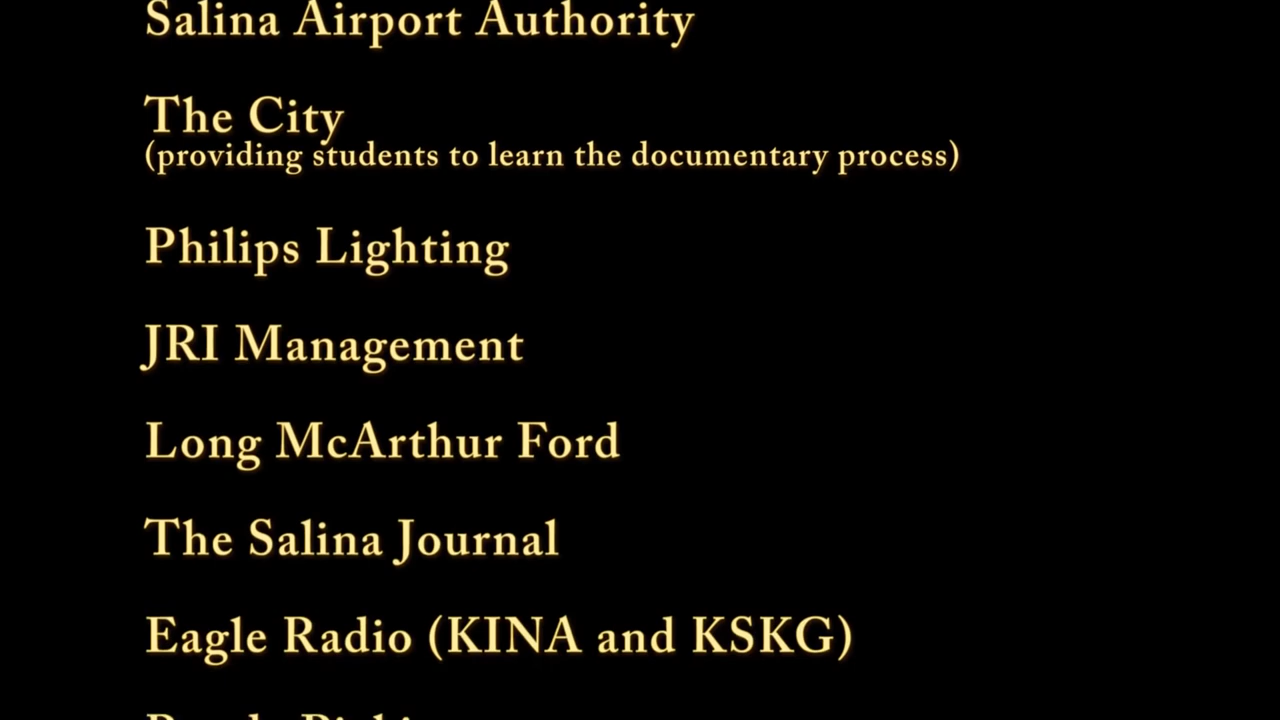 Salina Airport Authority
The City
(providing students to learn the documentary process)
Philips Lighting
JRI Management
Long McArthur Ford
The Salina Journal
Eagle Radio (KINA and KSKG)